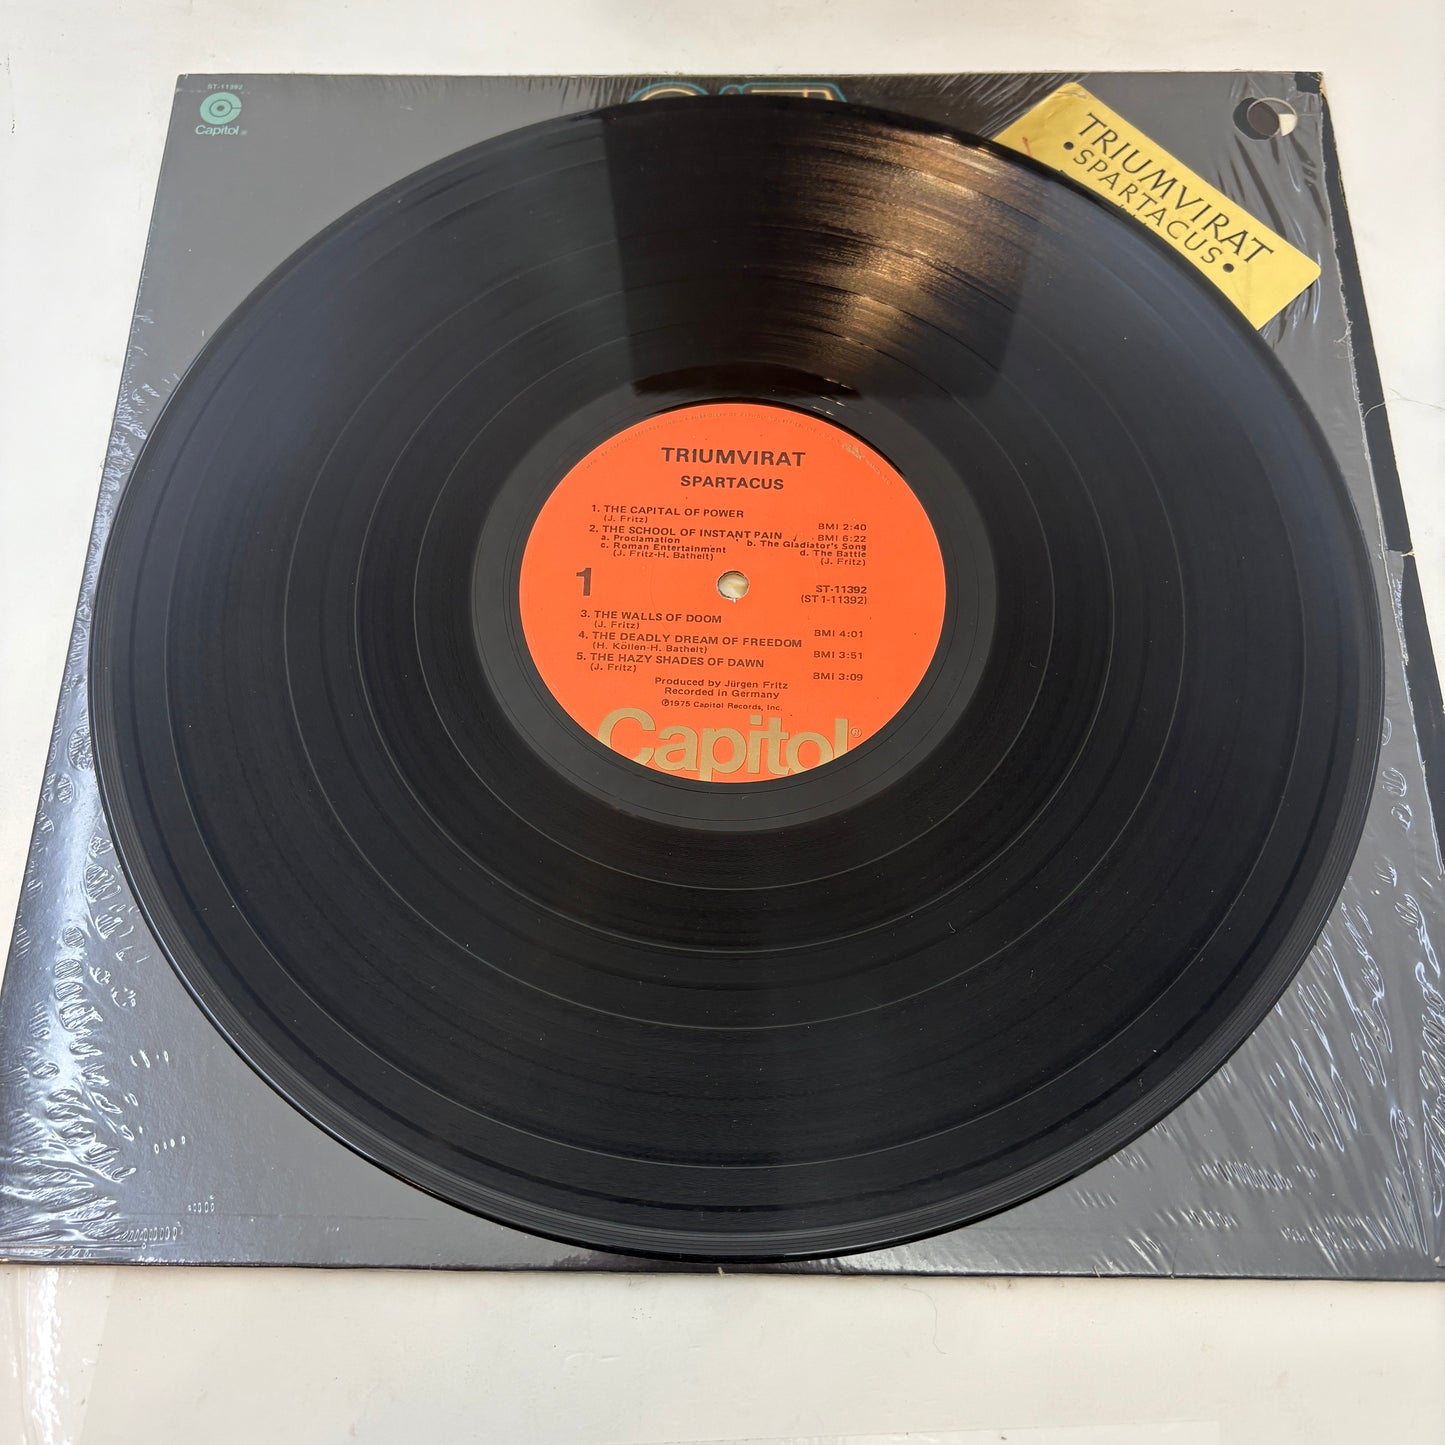 ST-11392
Capitol
TRIUMVIRAT
•SPARTACUS•
TRIUMVIRAT
SPARTACUS
1. THE CAPITAL OF POWER
(J. Fritz) BMI 2:40
2. THE SCHOOL OF INSTANT PAIN BMI 6:22
a. Proclamation b. The Gladiator's Song
c. Roman Entertainment d. The Battle
(J. Fritz-H. Bathelt) (J. Fritz)
1
ST-11392
(ST1-11392)
3. THE WALLS OF DOOM
(J. Fritz) BMI 4:01
4. THE DEADLY DREAM OF FREEDOM
(H. Köllen-H. Bathelt) BMI 3:51
5. THE HAZY SHADES OF DAWN
(J. Fritz) BMI 3:09
Produced by Jürgen Fritz
Recorded in Germany
℗1975 Capitol Records, Inc.
Capitol®